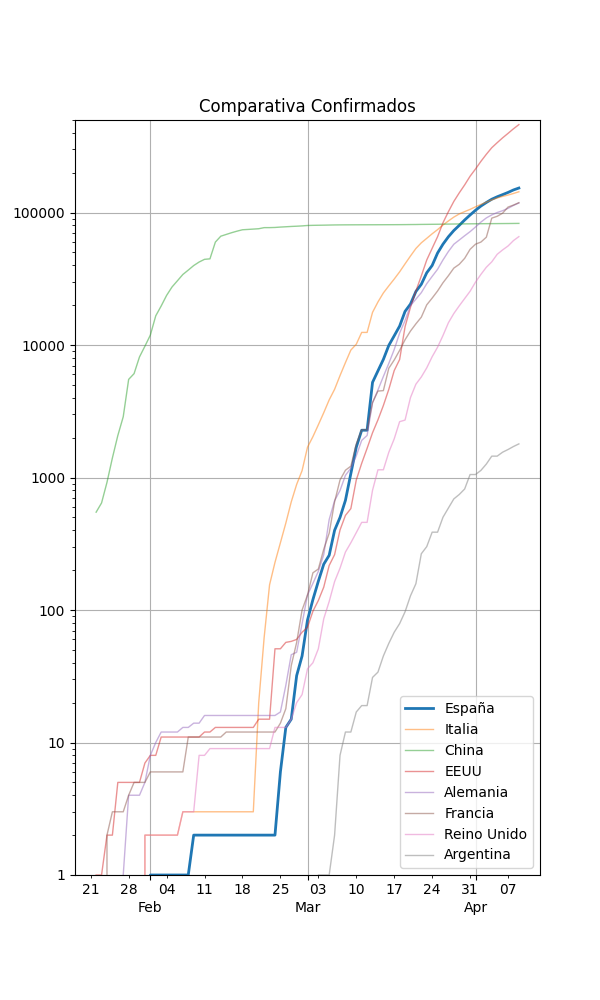 Comparativa Confirmados
100000
10000
1000
100
10
1
España
Italia
China
EEUU
Alemania
Francia
Reino Unido
Argentina
21 28 04 11 18 25 03 10 17 24 31 07
Feb Mar Apr